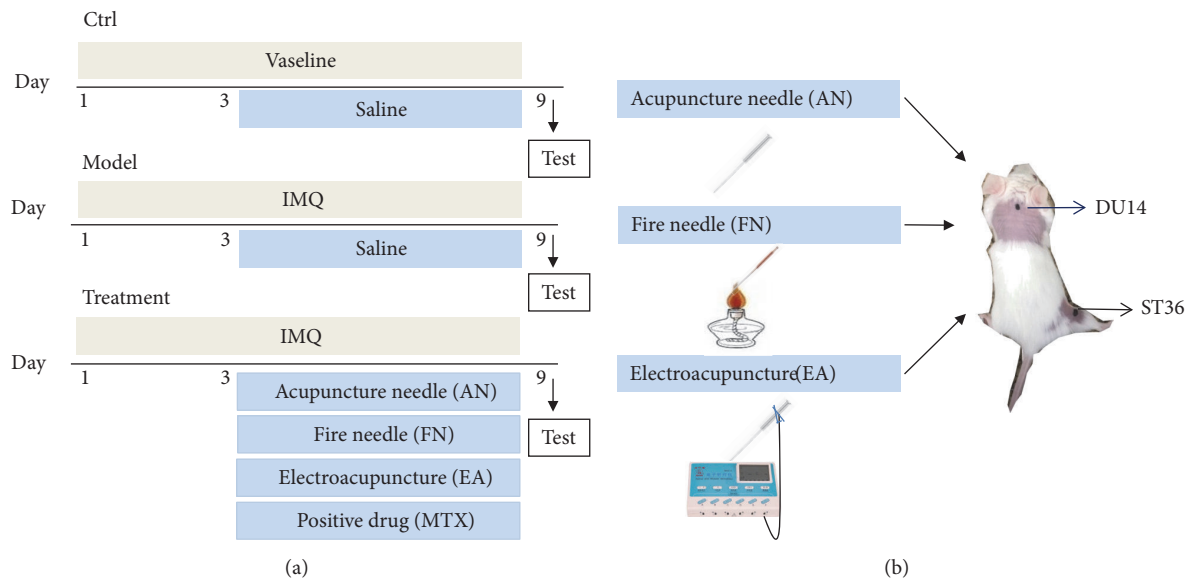 Ctrl
Vaseline
Day
1 3 9
Saline
Test
Model
IMQ
Day
1 3 9
Saline
Test
Treatment
IMQ
Day
1 3 9
Acupuncture needle (AN)
Fire needle (FN)
Test
Electroacupuncture (EA)
Positive drug (MTX)
(a)
Acupuncture needle (AN)
DU14
Fire needle (FN)
ST36
Electroacupuncture(EA)
(b)